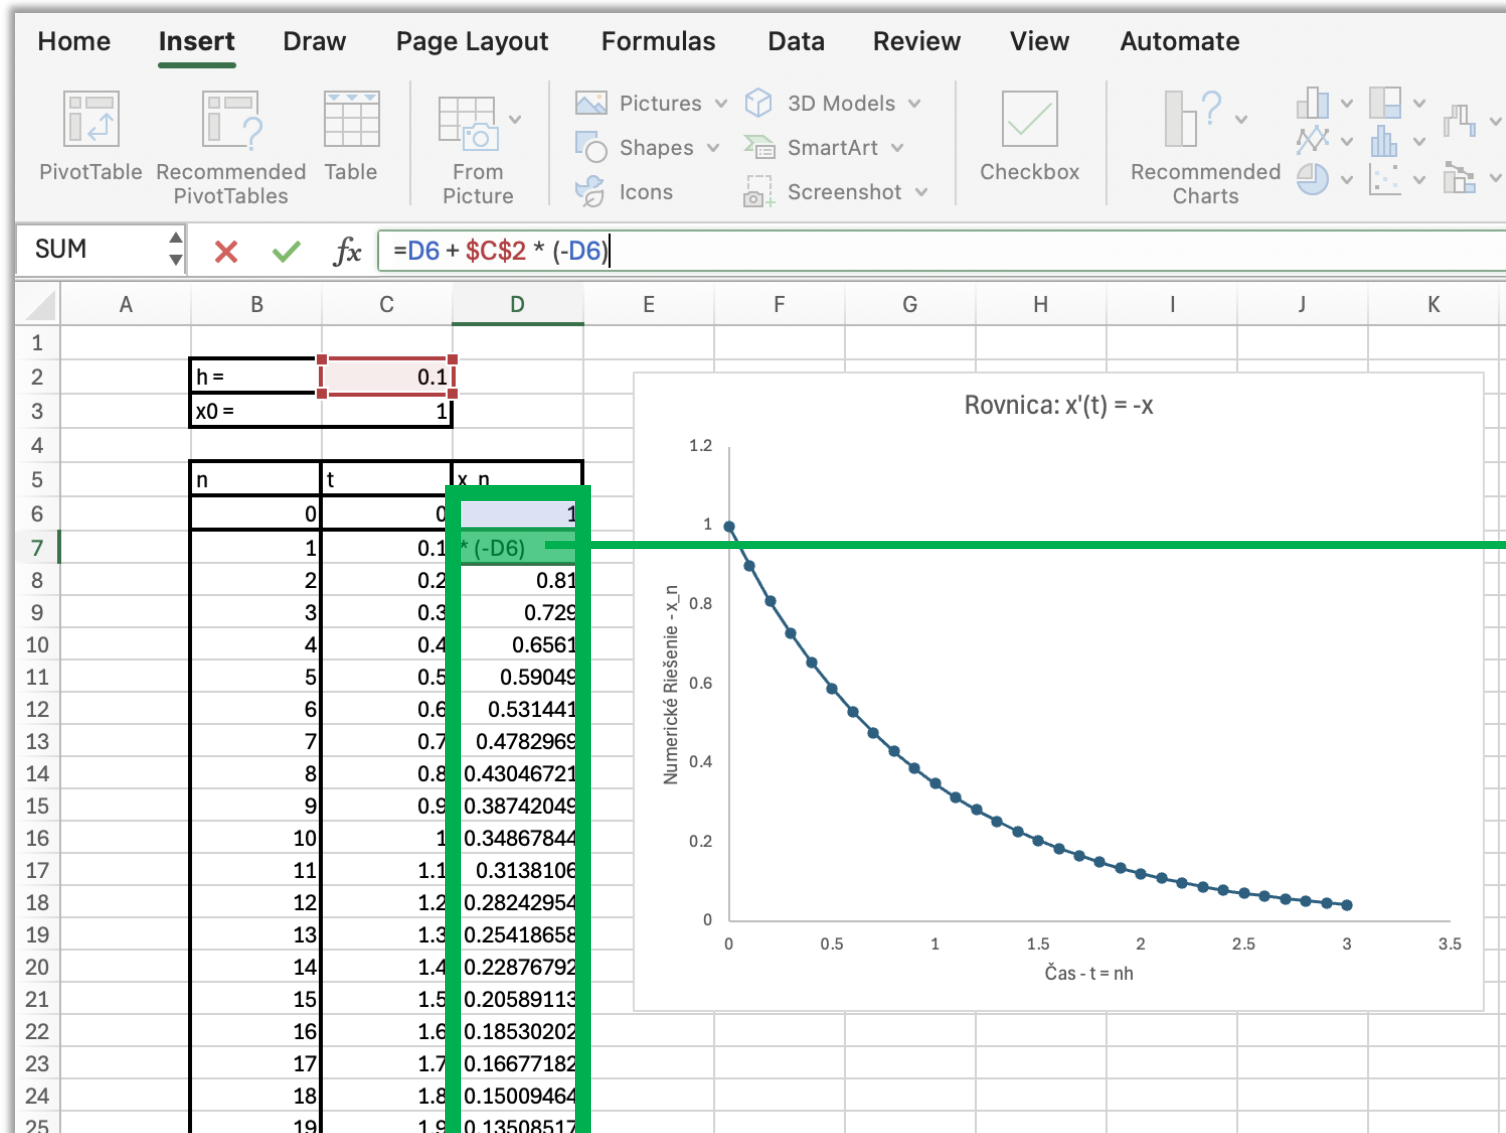 Home Insert Draw Page Layout Formulas Data Review View Automate
PivotTable
Recommended
PivotTables
Table
From
Picture
Pictures
Shapes
Icons
3D Models
SmartArt
Screenshot
Checkbox
Recommended
Charts
SUM fx =D6 + $C$2 * (-D6)
A B C D E F G H I J K
1
2 h = 0.1
3 x0 = 1
4
5 n t x_n
6 0 0 1
7 1 0.1 * (-D6)
8 2 0.2 0.81
9 3 0.3 0.729
10 4 0.4 0.6561
11 5 0.5 0.59049
12 6 0.6 0.531441
13 7 0.7 0.4782969
14 8 0.8 0.43046721
15 9 0.9 0.38742049
16 10 1 0.34867844
17 11 1.1 0.3138106
18 12 1.2 0.28242954
19 13 1.3 0.25418658
20 14 1.4 0.22876792
21 15 1.5 0.20589113
22 16 1.6 0.18530202
23 17 1.7 0.16677182
24 18 1.8 0.15009464
25 19 1.9 0.13508517
Rovnica: x'(t) = -x
Numerické Riešenie - x_n
1.2
1
0.8
0.6
0.4
0.2
0
0 0.5 1 1.5 2 2.5 3 3.5
Čas - t = nh